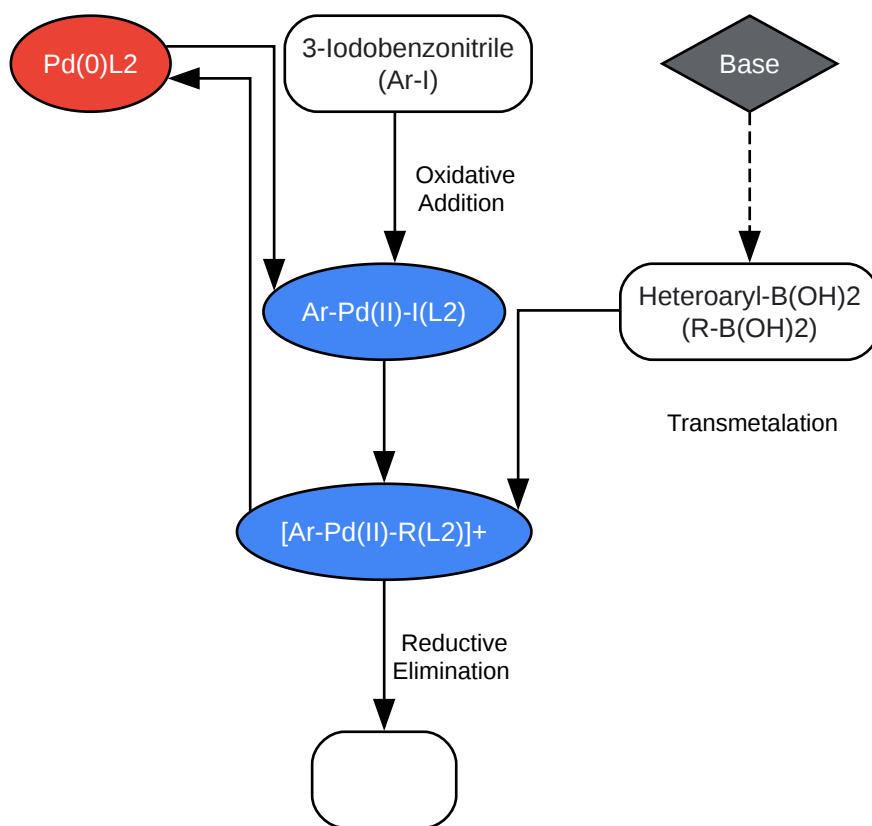 Pd(0)L2
3-Iodobenzonitrile
(Ar-I)
Base
Oxidative
Addition
Ar-Pd(II)-I(L2)
Heteroaryl-B(OH)2
(R-B(OH)2)
Transmetalation
[Ar-Pd(II)-R(L2)]+
Reductive
Elimination